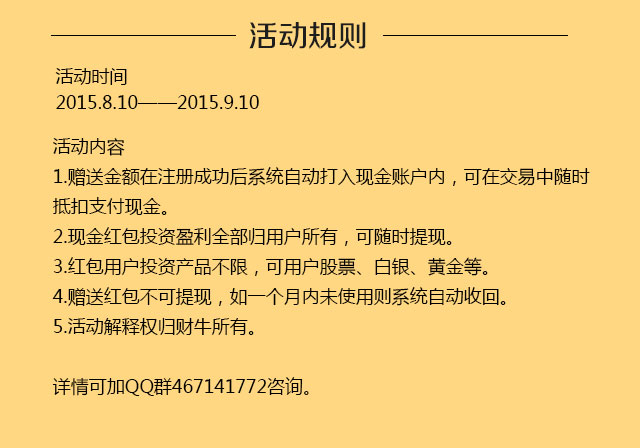 活动规则
活动时间
2015.8.10——2015.9.10
活动内容
1.赠送金额在注册成功后系统自动打入现金账户内，可在交易中随时
抵扣支付现金。
2.现金红包投资盈利全部归用户所有，可随时提现。
3.红包用户投资产品不限，可用户股票、白银、黄金等。
4.赠送红包不可提现，如一个月内未使用则系统自动收回。
5.活动解释权归财牛所有。
详情可加QQ群467141772咨询。